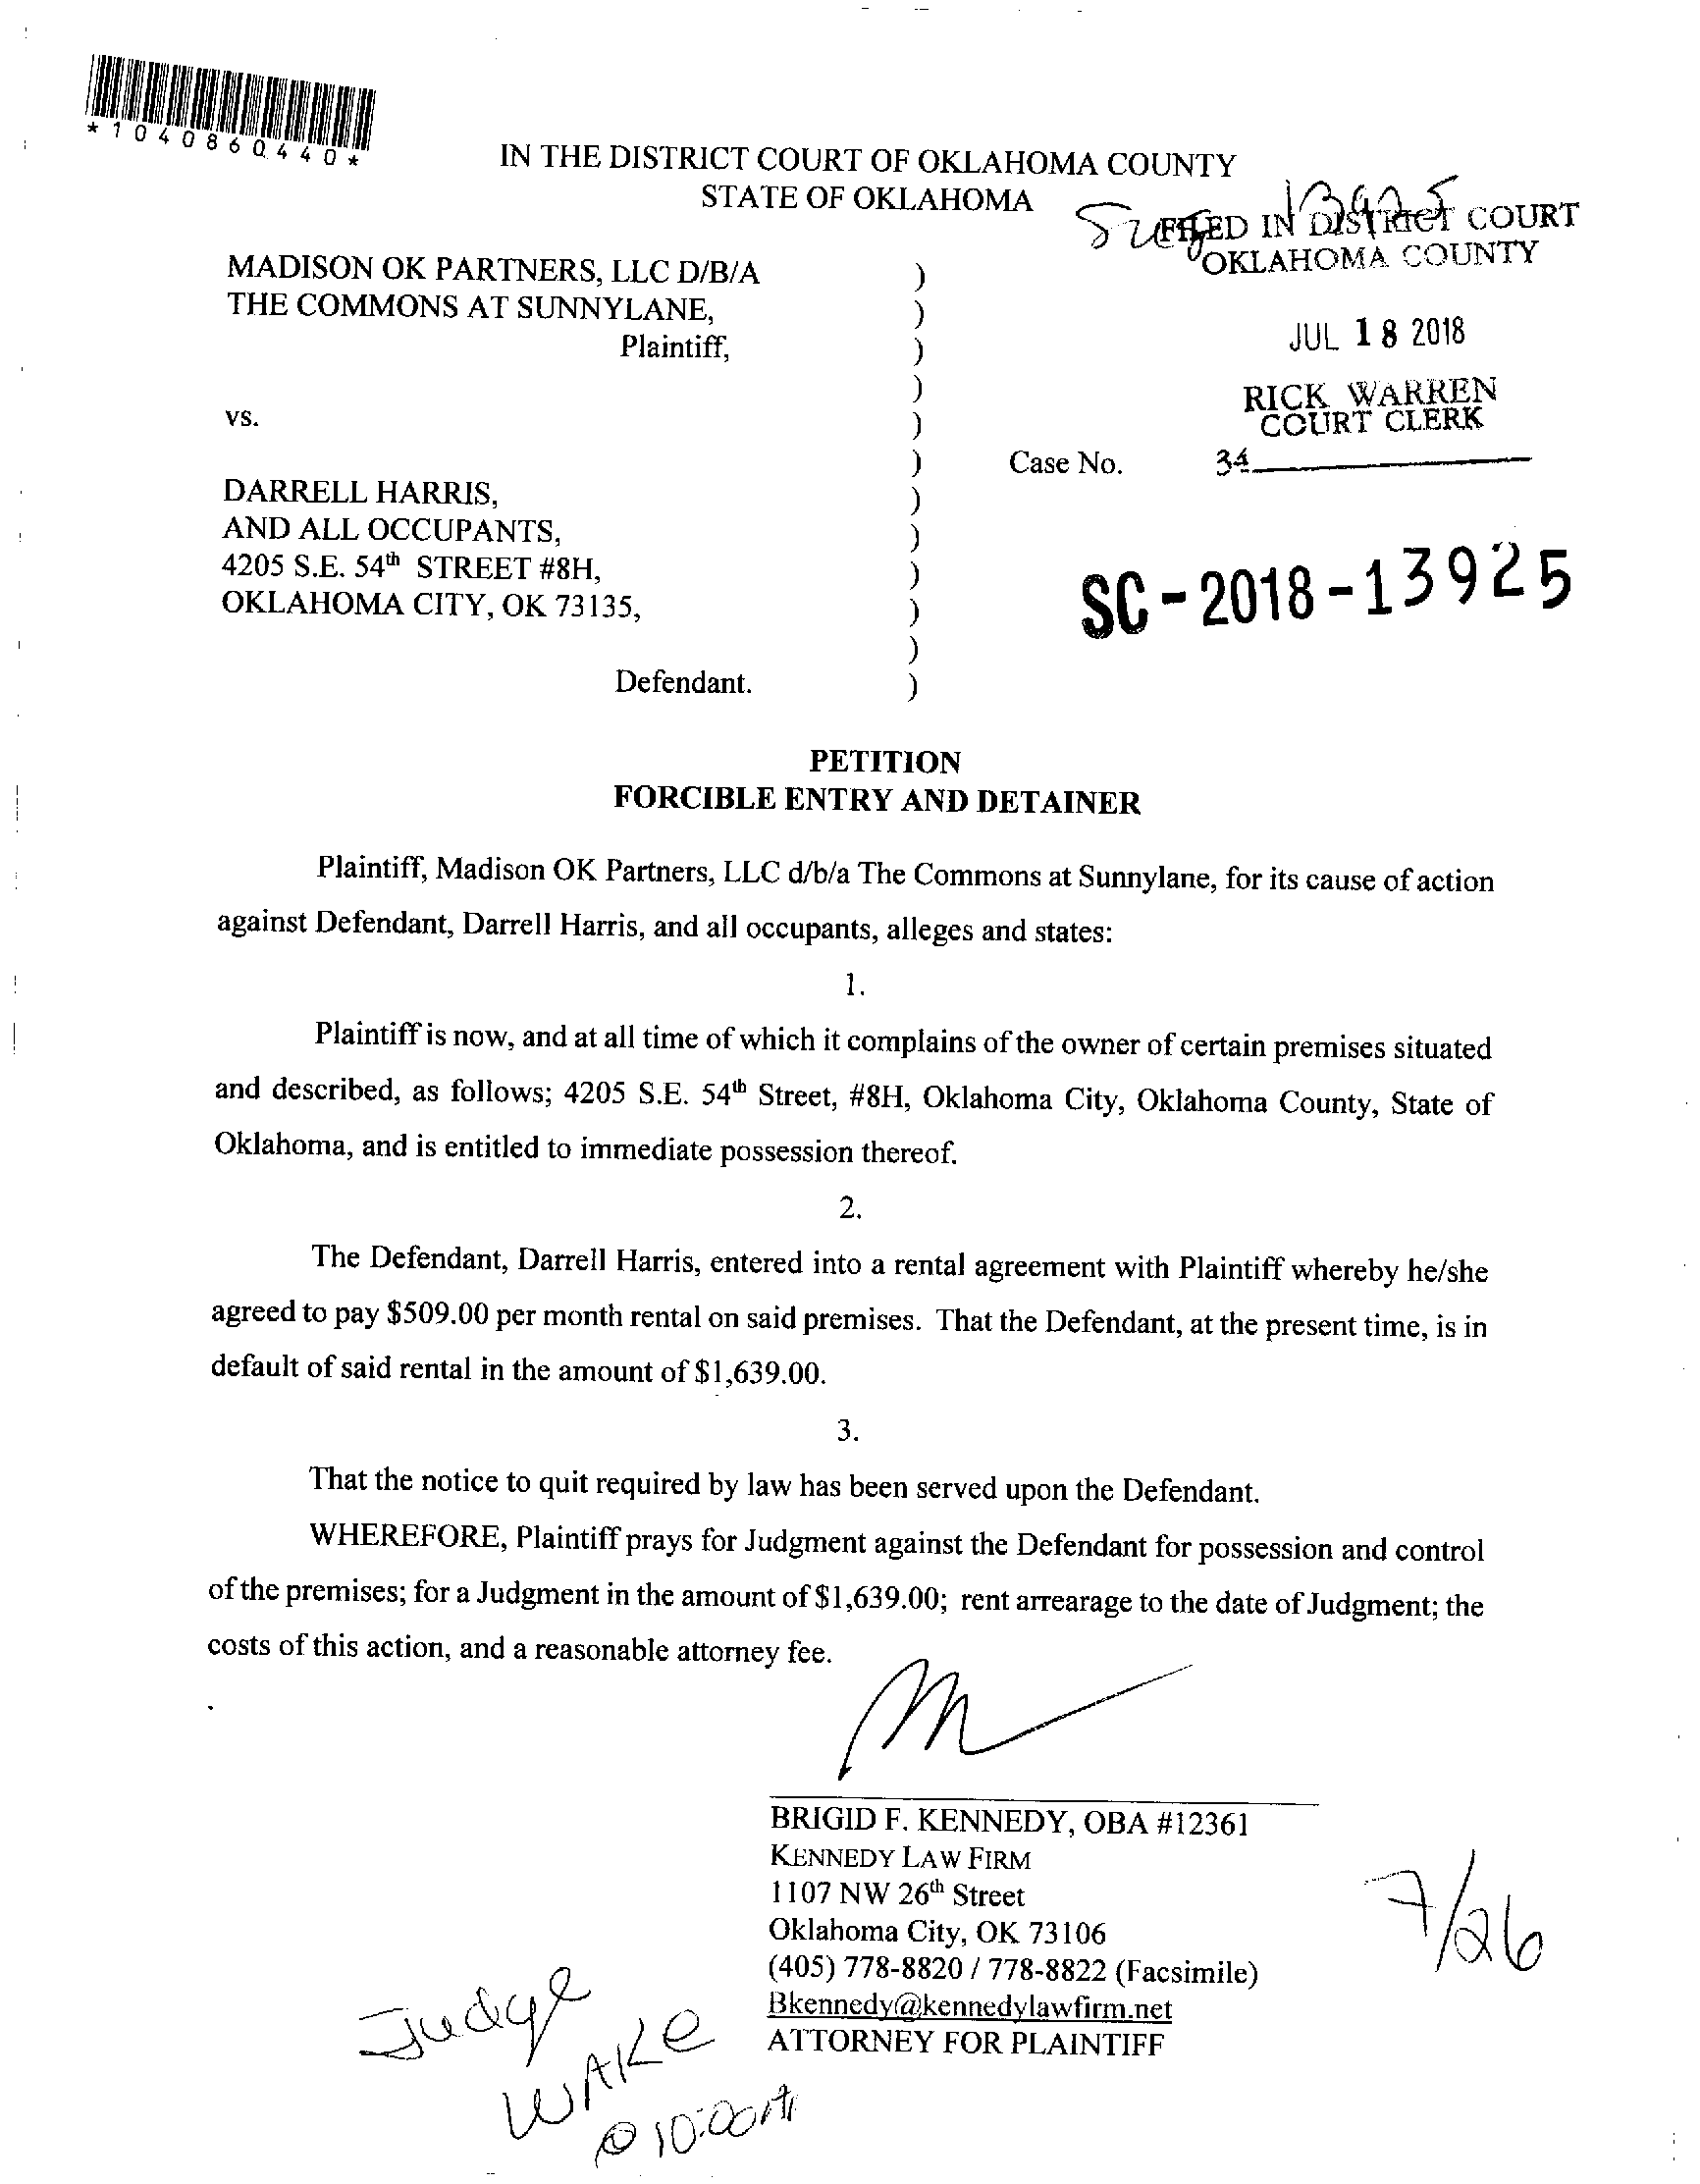 *1040860440*
IN THE DISTRICT COURT OF OKLAHOMA COUNTY
STATE OF OKLAHOMA
13925
FILED IN DISTRICT COURT
OKLAHOMA COUNTY
JUL 18 2018
RICK WARREN
COURT CLERK
34
MADISON OK PARTNERS, LLC D/B/A )
THE COMMONS AT SUNNYLANE, )
Plaintiff, )
)
vs. )
) Case No.
DARRELL HARRIS, )
AND ALL OCCUPANTS, )
4205 S.E. 54th STREET #8H, )
OKLAHOMA CITY, OK 73135, )
)
Defendant. )
SC-2018-13925
PETITION
FORCIBLE ENTRY AND DETAINER
Plaintiff, Madison OK Partners, LLC d/b/a The Commons at Sunnylane, for its cause of action
against Defendant, Darrell Harris, and all occupants, alleges and states:
1.
Plaintiff is now, and at all time of which it complains of the owner of certain premises situated
and described, as follows; 4205 S.E. 54th Street, #8H, Oklahoma City, Oklahoma County, State of
Oklahoma, and is entitled to immediate possession thereof.
2.
The Defendant, Darrell Harris, entered into a rental agreement with Plaintiff whereby he/she
agreed to pay $509.00 per month rental on said premises. That the Defendant, at the present time, is in
default of said rental in the amount of $1,639.00.
3.
That the notice to quit required by law has been served upon the Defendant.
WHEREFORE, Plaintiff prays for Judgment against the Defendant for possession and control
of the premises; for a Judgment in the amount of $1,639.00; rent arrearage to the date of Judgment; the
costs of this action, and a reasonable attorney fee.
BRIGID F. KENNEDY, OBA #12361
KENNEDY LAW FIRM
1107 NW 26th Street
Oklahoma City, OK 73106
(405) 778-8820 / 778-8822 (Facsimile)
Bkennedy@kennedylawfirm.net
ATTORNEY FOR PLAINTIFF
7/26
Judge
WAKE
@ 10:00A